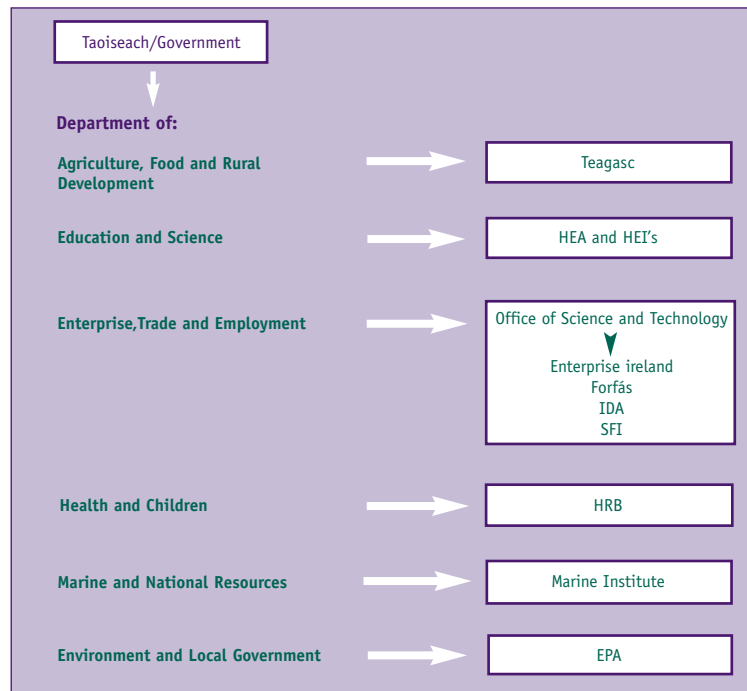 Taoiseach/Government
Department of:
Agriculture, Food and Rural
Development
Teagasc
Education and Science
HEA and HEI's
Enterprise,Trade and Employment
Office of Science and Technology
Enterprise ireland
Forfás
IDA
SFI
Health and Children
HRB
Marine and National Resources
Marine Institute
Environment and Local Government
EPA